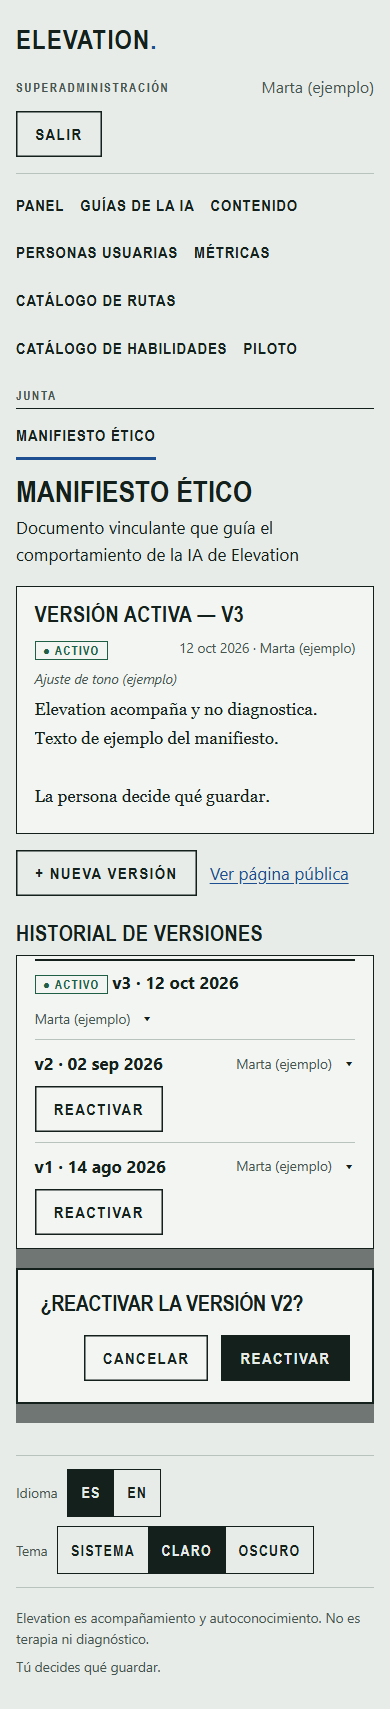 ELEVATION.
SUPERADMINISTRACIÓN Marta (ejemplo)
SALIR
PANEL GUÍAS DE LA IA CONTENIDO
PERSONAS USUARIAS MÉTRICAS
CATÁLOGO DE RUTAS
CATÁLOGO DE HABILIDADES PILOTO
JUNTA
MANIFIESTO ÉTICO
MANIFIESTO ÉTICO
Documento vinculante que guía el
comportamiento de la IA de Elevation
VERSIÓN ACTIVA — V3
● ACTIVO 12 oct 2026 · Marta (ejemplo)
Ajuste de tono (ejemplo)
Elevation acompaña y no diagnostica.
Texto de ejemplo del manifiesto.
La persona decide qué guardar.
+ NUEVA VERSIÓN Ver página pública
HISTORIAL DE VERSIONES
● ACTIVO v3 · 12 oct 2026
Marta (ejemplo) ▾
v2 · 02 sep 2026 Marta (ejemplo) ▾
REACTIVAR
v1 · 14 ago 2026 Marta (ejemplo) ▾
REACTIVAR
¿REACTIVAR LA VERSIÓN V2?
CANCELAR REACTIVAR
Idioma ES EN
Tema SISTEMA CLARO OSCURO
Elevation es acompañamiento y autoconocimiento. No es
terapia ni diagnóstico.
Tú decides qué guardar.